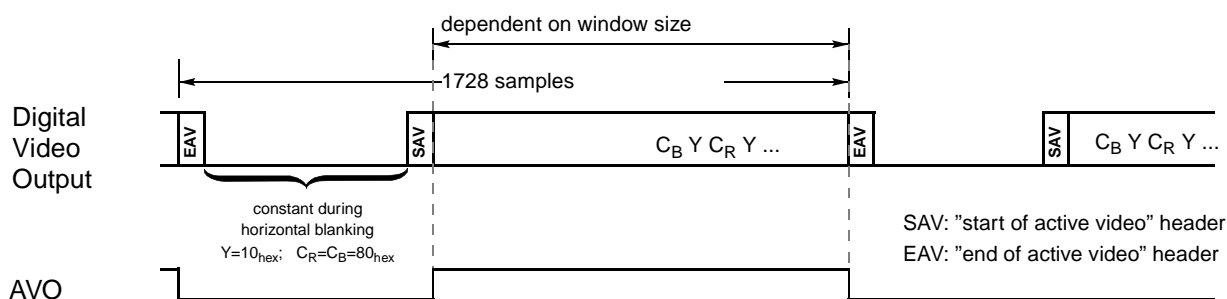 dependent on window size
1728 samples
Digital
Video
Output
EAV
SAV
C_B Y C_R Y ...
EAV
SAV
C_B Y C_R Y ...
constant during
horizontal blanking
Y=10_hex; C_R=C_B=80_hex
SAV: ”start of active video” header
EAV: ”end of active video” header
AVO